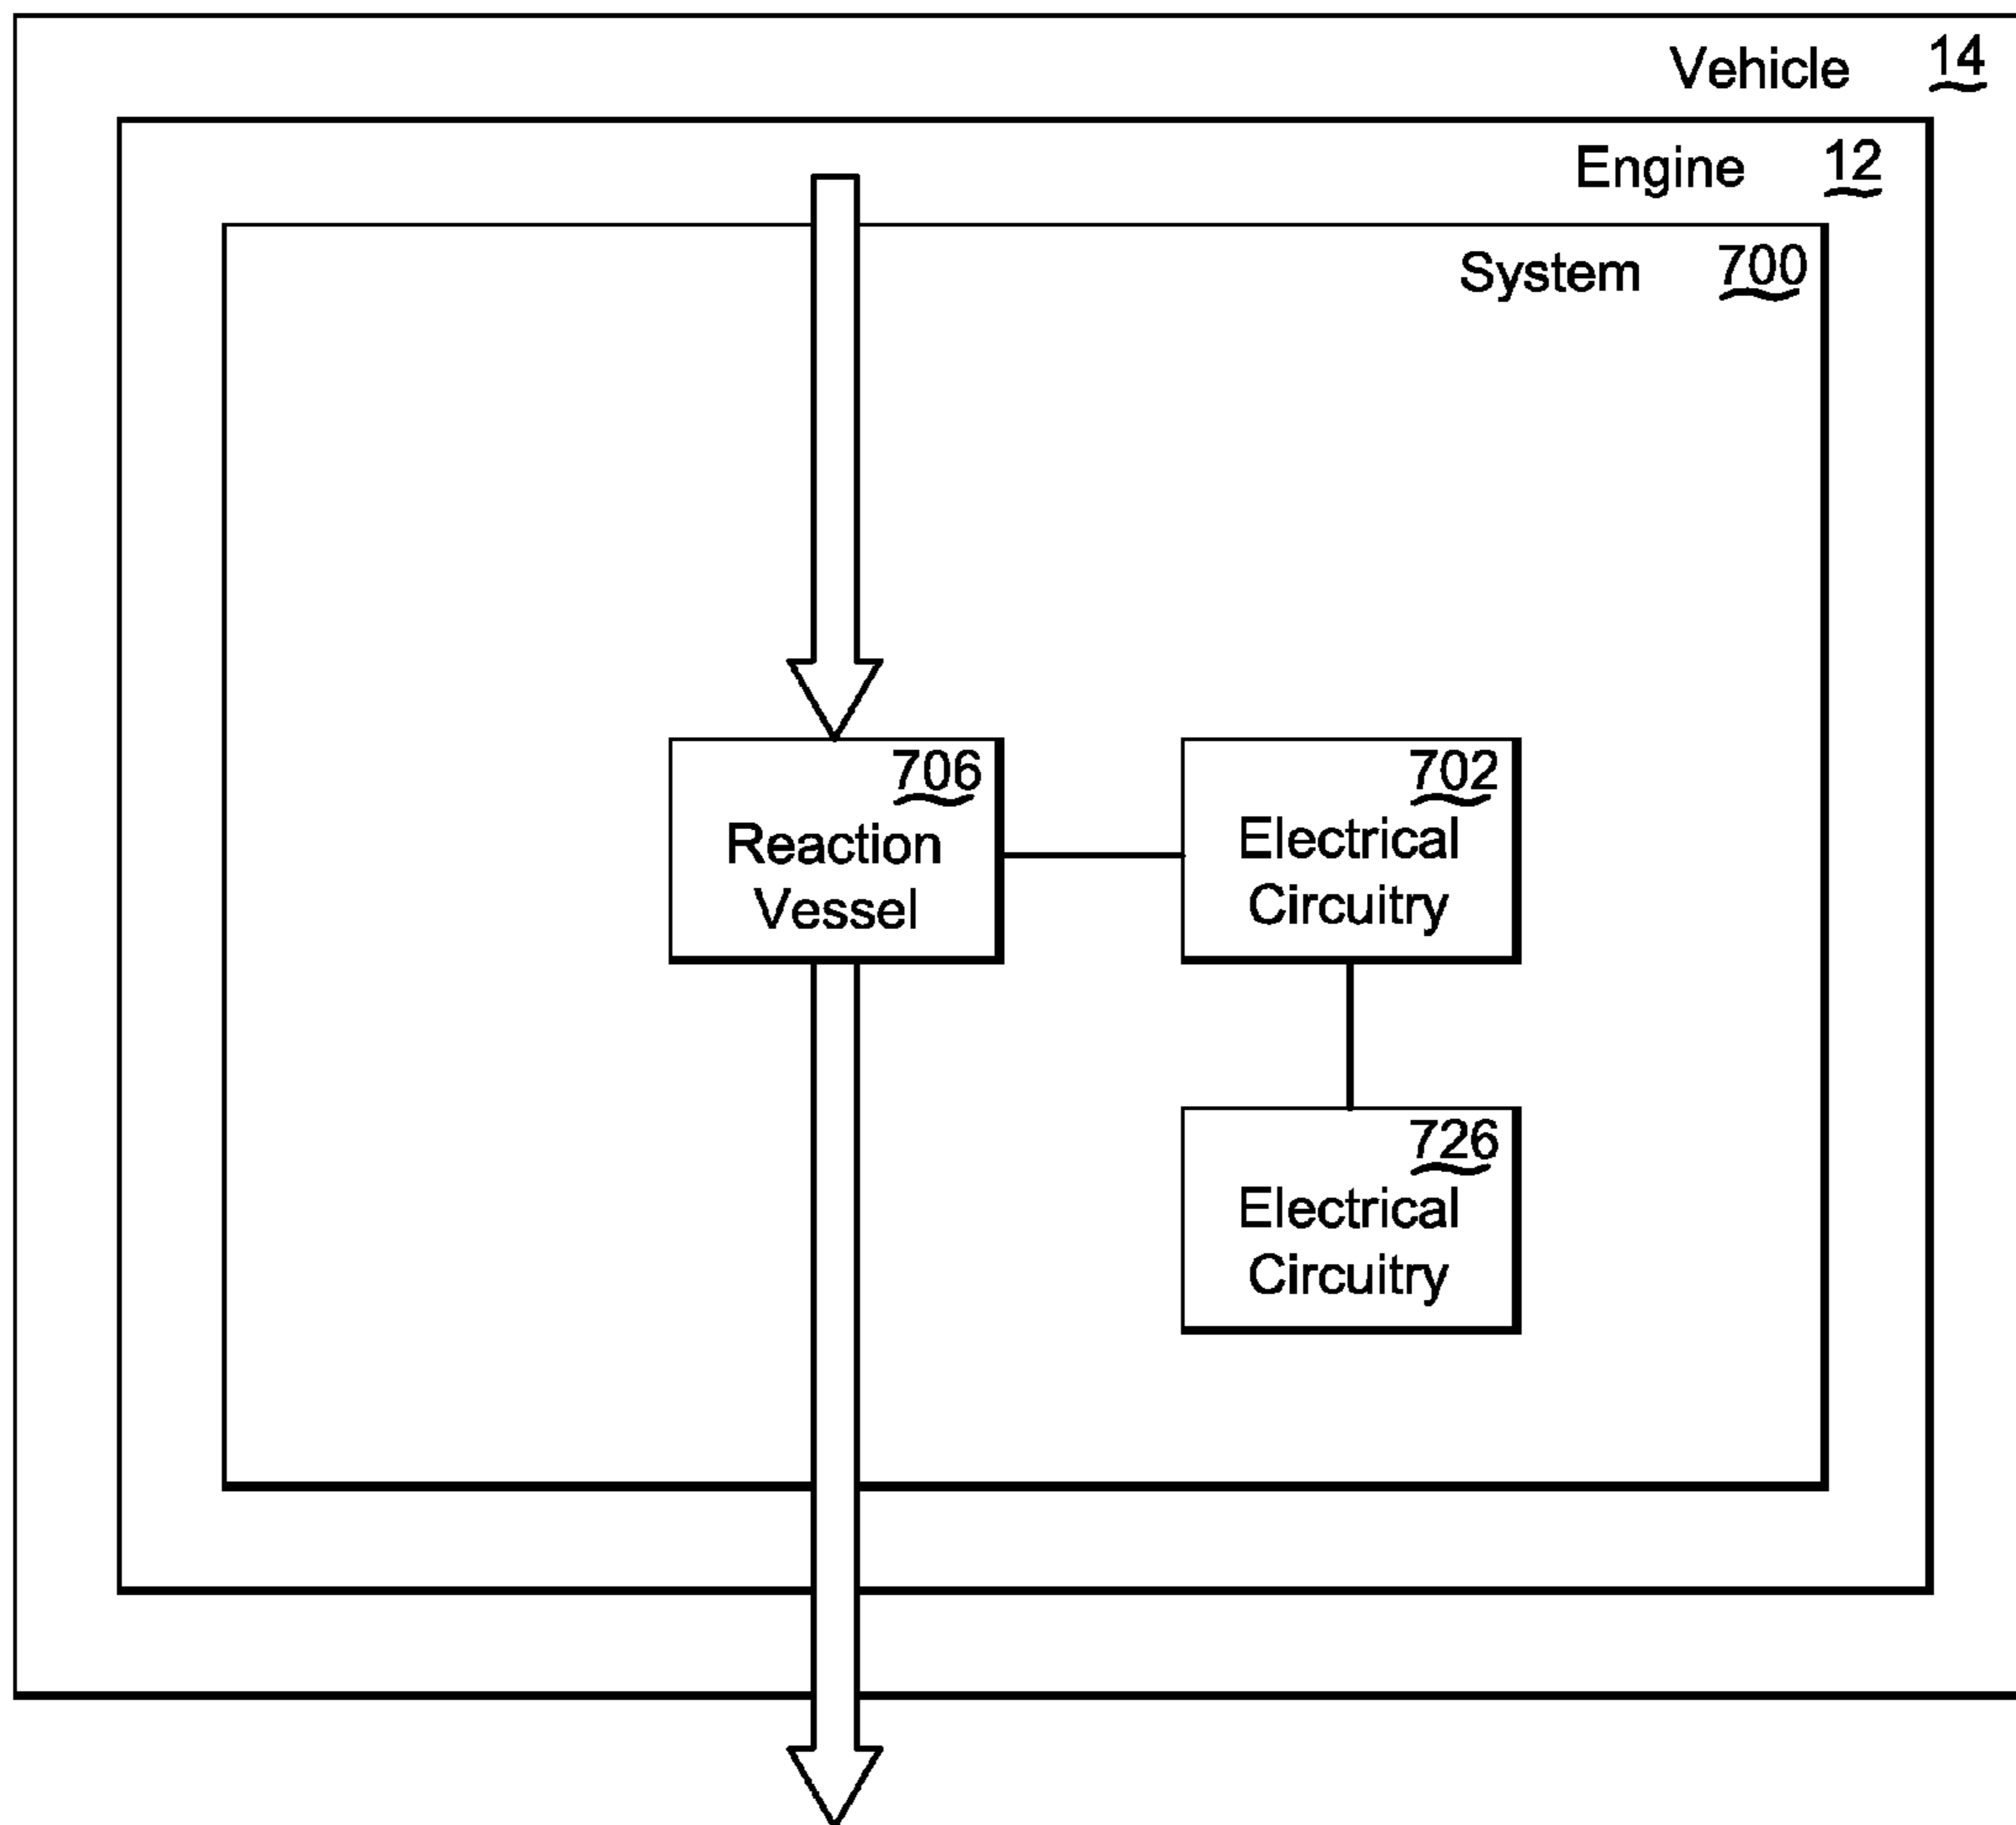 Vehicle 14
Engine 12
System 700
706
Reaction
Vessel
702
Electrical
Circuitry
726
Electrical
Circuitry